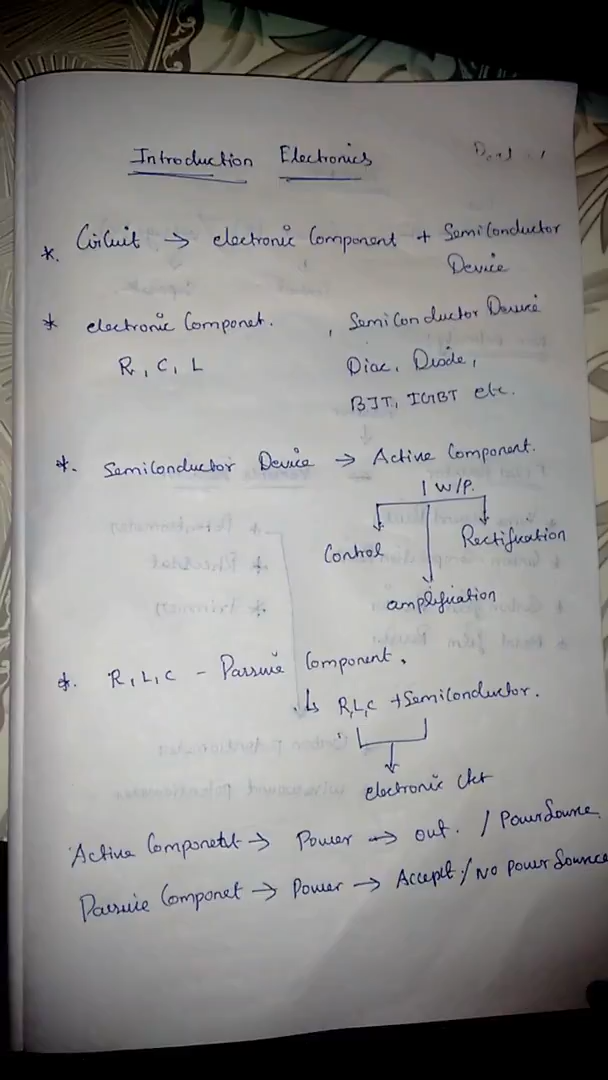 Introduction Electronics
*. Circuit → electronic Component + Semiconductor
Device
* electronic Componet. , Semiconductor Device
R, C, L Diac, Diode,
BJT, IGBT etc.
*. Semiconductor Device → Active Component.
I W/P.
Control Rectification
amplification
*. R, L, C - Passive Component.
↳ R,L,C + Semiconductor.
electronic Ckt
Active Componetst → Power → out. / Power Source
Passive Componet → Power → Accept / No power Source